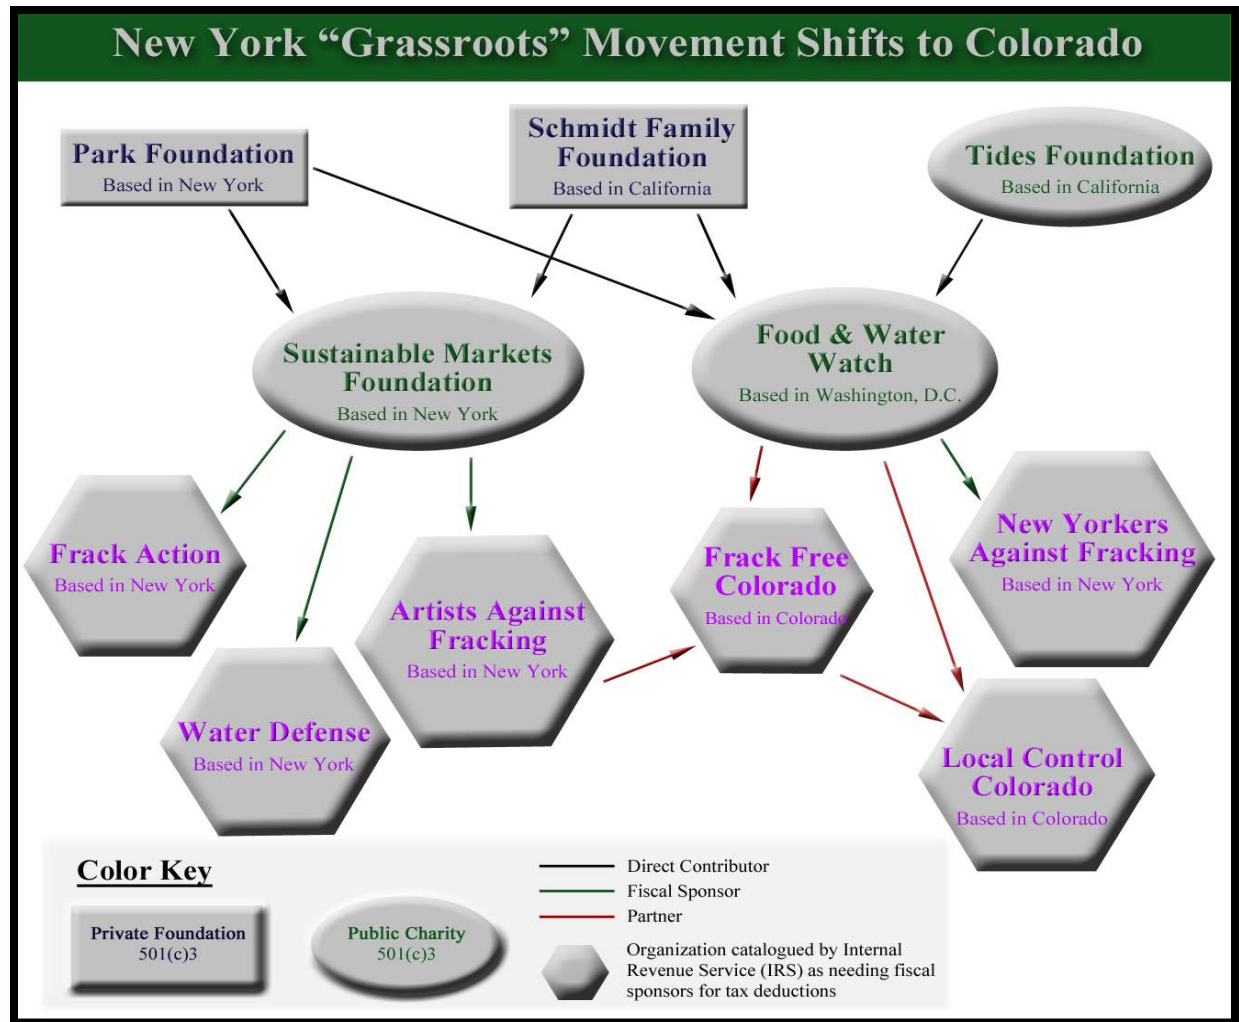 New York “Grassroots” Movement Shifts to Colorado
Park Foundation
Based in New York
Schmidt Family
Foundation
Based in California
Tides Foundation
Based in California
Sustainable Markets
Foundation
Based in New York
Food & Water
Watch
Based in Washington, D.C.
Frack Action
Based in New York
Water Defense
Based in New York
Artists Against
Fracking
Based in New York
Frack Free
Colorado
Based in Colorado
New Yorkers
Against Fracking
Based in New York
Local Control
Colorado
Based in Colorado
Color Key
Private Foundation
501(c)3
Public Charity
501(c)3
Direct Contributor
Fiscal Sponsor
Partner
Organization catalogued by Internal
Revenue Service (IRS) as needing fiscal
sponsors for tax deductions